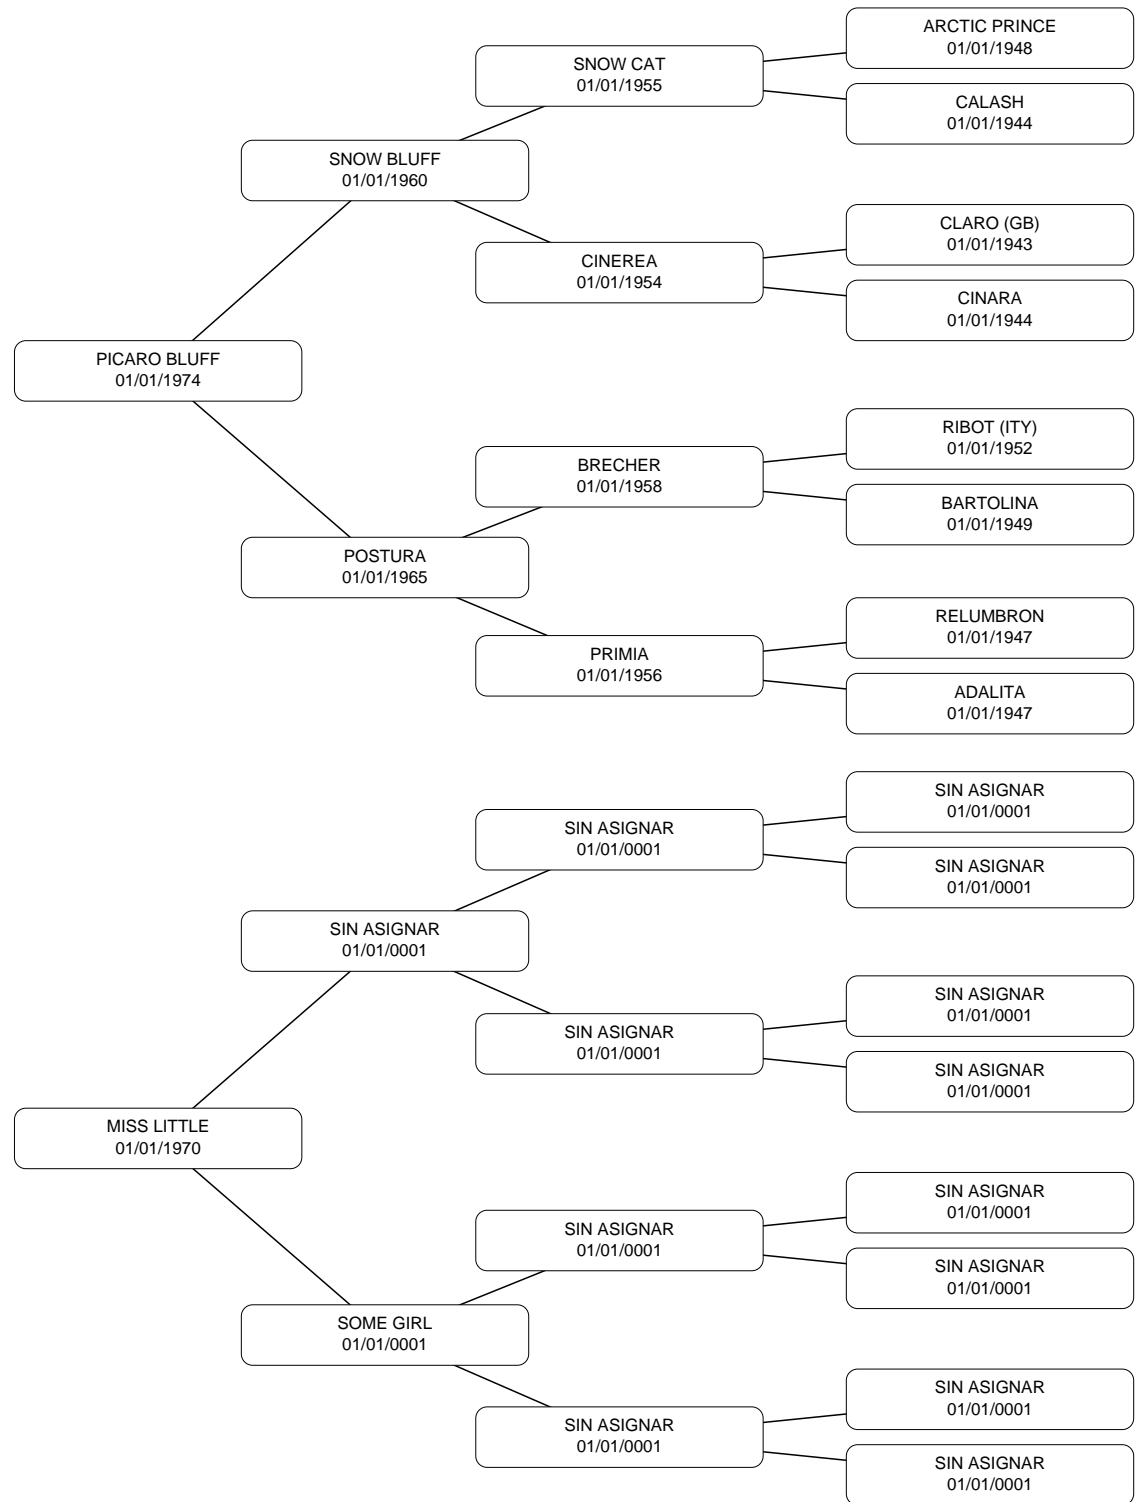 ARCTIC PRINCE
01/01/1948
SNOW CAT
01/01/1955
CALASH
01/01/1944
SNOW BLUFF
01/01/1960
CLARO (GB)
01/01/1943
CINEREA
01/01/1954
CINARA
01/01/1944
PICARO BLUFF
01/01/1974
RIBOT (ITY)
01/01/1952
BRECHER
01/01/1958
BARTOLINA
01/01/1949
POSTURA
01/01/1965
RELUMBRON
01/01/1947
PRIMIA
01/01/1956
ADALITA
01/01/1947
SIN ASIGNAR
01/01/0001
SIN ASIGNAR
01/01/0001
SIN ASIGNAR
01/01/0001
SIN ASIGNAR
01/01/0001
SIN ASIGNAR
01/01/0001
SIN ASIGNAR
01/01/0001
SIN ASIGNAR
01/01/0001
MISS LITTLE
01/01/1970
SIN ASIGNAR
01/01/0001
SIN ASIGNAR
01/01/0001
SIN ASIGNAR
01/01/0001
SOME GIRL
01/01/0001
SIN ASIGNAR
01/01/0001
SIN ASIGNAR
01/01/0001
SIN ASIGNAR
01/01/0001